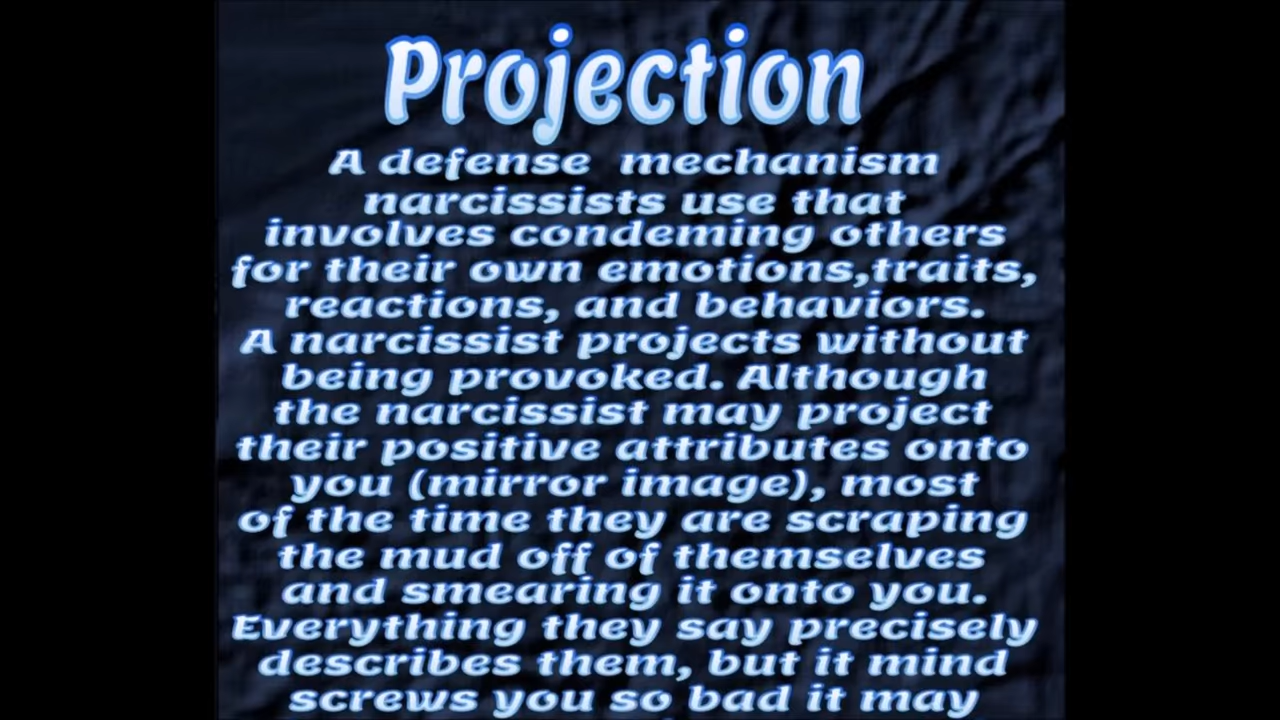 Projection
A defense mechanism
narcissists use that
involves condeming others
for their own emotions,traits,
reactions, and behaviors.
A narcissist projects without
being provoked. Although
the narcissist may project
their positive attributes onto
you (mirror image), most
of the time they are scraping
the mud off of themselves
and smearing it onto you.
Everything they say precisely
describes them, but it mind
screws you so bad it may